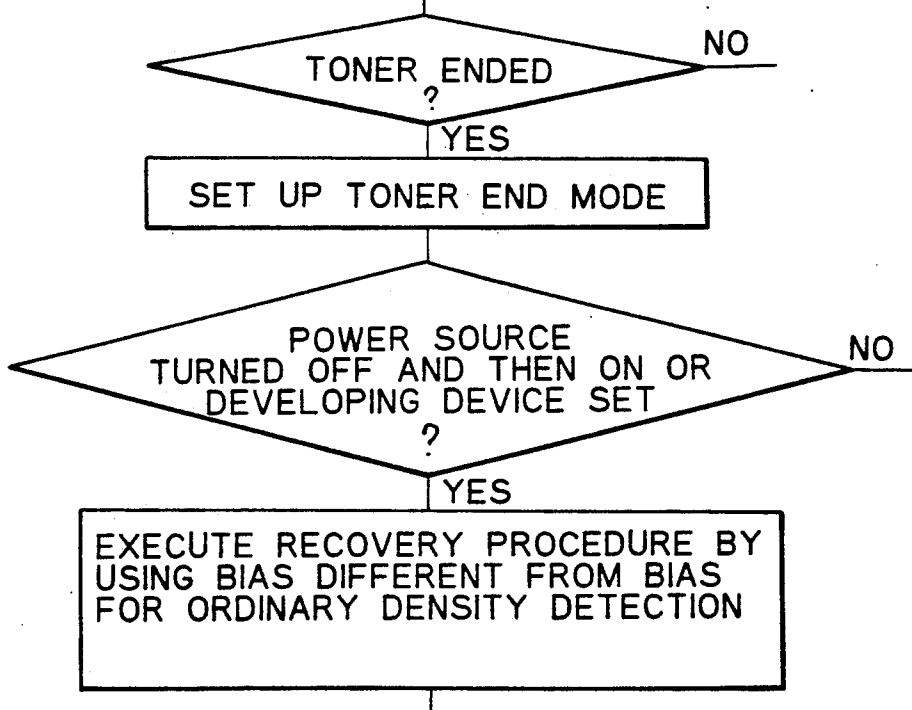 NO
TONER ENDED
?
YES
SET UP TONER END MODE
POWER SOURCE
TURNED OFF AND THEN ON OR
DEVELOPING DEVICE SET
?
NO
YES
EXECUTE RECOVERY PROCEDURE BY
USING BIAS DIFFERENT FROM BIAS
FOR ORDINARY DENSITY DETECTION